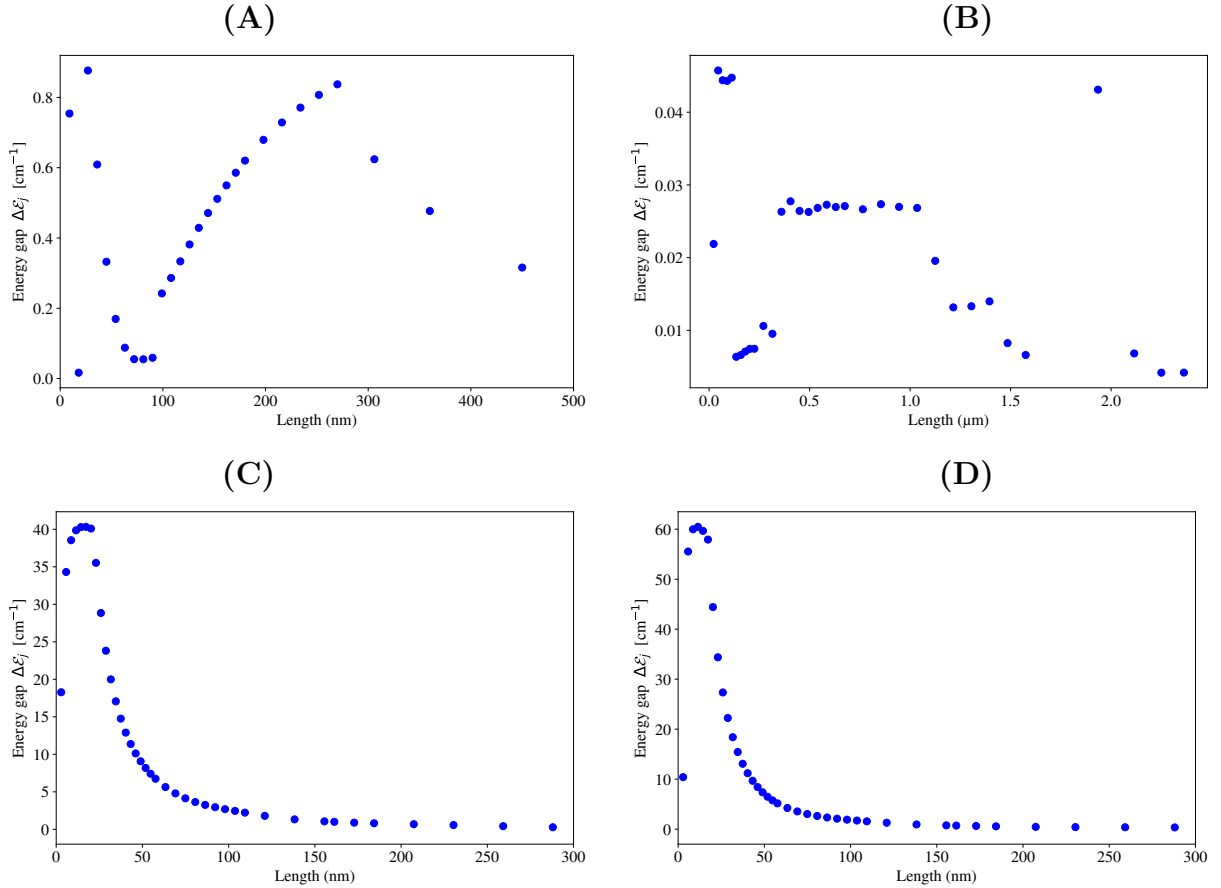 (A)
0.8
0.6
0.4
0.2
0.0
Energy gap Δℰj [cm−1]
0 100 200 300 400 500
Length (nm)
(B)
0.04
0.03
0.02
0.01
Energy gap Δℰj [cm−1]
0.0 0.5 1.0 1.5 2.0
Length (μm)
(C)
40
35
30
25
20
15
10
5
0
Energy gap Δℰj [cm−1]
0 50 100 150 200 250 300
Length (nm)
(D)
60
50
40
30
20
10
0
Energy gap Δℰj [cm−1]
0 50 100 150 200 250 300
Length (nm)